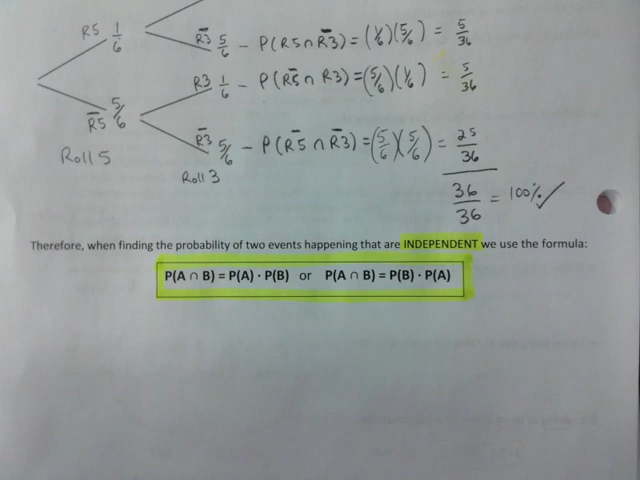 R5 1/6
R̅3̅ 5/6 – P(R5 ∩ R̅3̅) = (1/6)(5/6) = 5/36
R3 1/6 – P(R̅5̅ ∩ R3) = (5/6)(1/6) = 5/36
R̅5̅ 5/6
R̅3̅ 5/6 – P(R̅5̅ ∩ R̅3̅) = (5/6)(5/6) = 25/36
Roll 5
Roll 3
36/36 = 100% ✓
Therefore, when finding the probability of two events happening that are INDEPENDENT we use the formula:
P(A ∩ B) = P(A) · P(B) or P(A ∩ B) = P(B) · P(A)